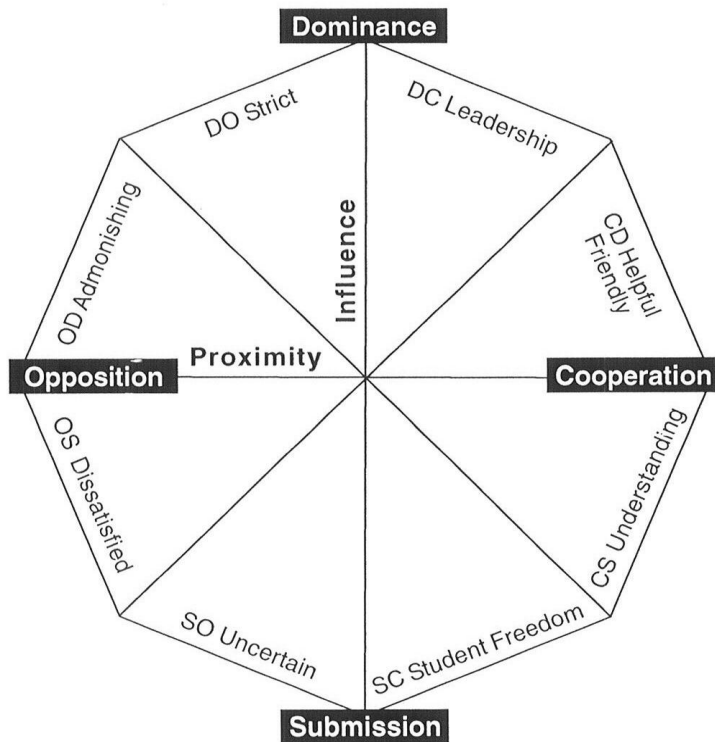 Dominance
DO Strict
DC Leadership
OD Admonishing
Influence
CD Helpful
Friendly
Proximity
Opposition
Cooperation
OS Dissatisfied
CS Understanding
SO Uncertain
SC Student Freedom
Submission